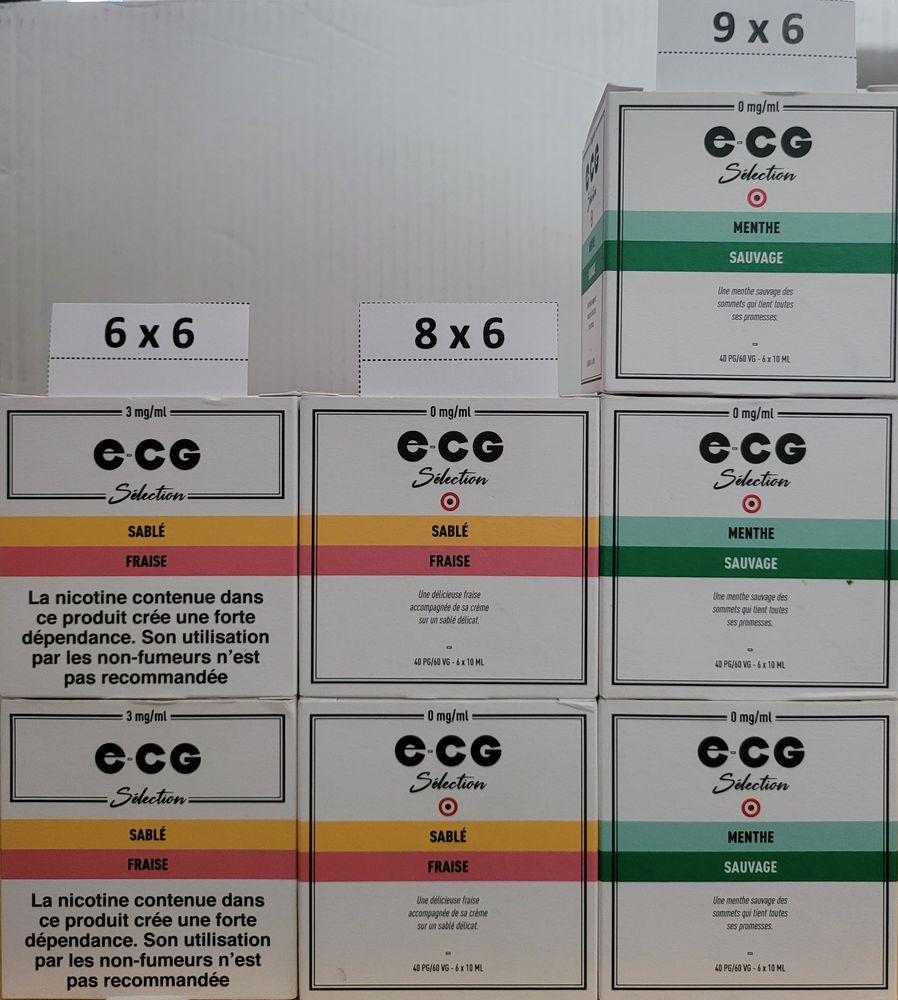 9 x 6
0 mg/ml
e-CG
Sélection
MENTHE
SAUVAGE
Une menthe sauvage des
sommets qui tient toutes
ses promesses.
-
40 PG/60 VG - 6 x 10 ML
e-CG
Sélection
6 x 6
3 mg/ml
e-CG
Sélection
SABLÉ
FRAISE
La nicotine contenue dans
ce produit crée une forte
dépendance. Son utilisation
par les non-fumeurs n'est
pas recommandée
8 x 6
0 mg/ml
e-CG
Sélection
SABLÉ
FRAISE
Une délicieuse fraise
accompagnée de sa crème
sur un sablé délicat.
-
40 PG/60 VG - 6 x 10 ML
0 mg/ml
e-CG
Sélection
MENTHE
SAUVAGE
Une menthe sauvage des
sommets qui tient toutes
ses promesses.
-
40 PG/60 VG - 6 x 10 ML
3 mg/ml
e-CG
Sélection
SABLÉ
FRAISE
La nicotine contenue dans
ce produit crée une forte
dépendance. Son utilisation
par les non-fumeurs n'est
pas recommandée
0 mg/ml
e-CG
Sélection
SABLÉ
FRAISE
Une délicieuse fraise
accompagnée de sa crème
sur un sablé délicat.
-
40 PG/60 VG - 6 x 10 ML
0 mg/ml
e-CG
Sélection
MENTHE
SAUVAGE
Une menthe sauvage des
sommets qui tient toutes
ses promesses.
-
40 PG/60 VG - 6 x 10 ML